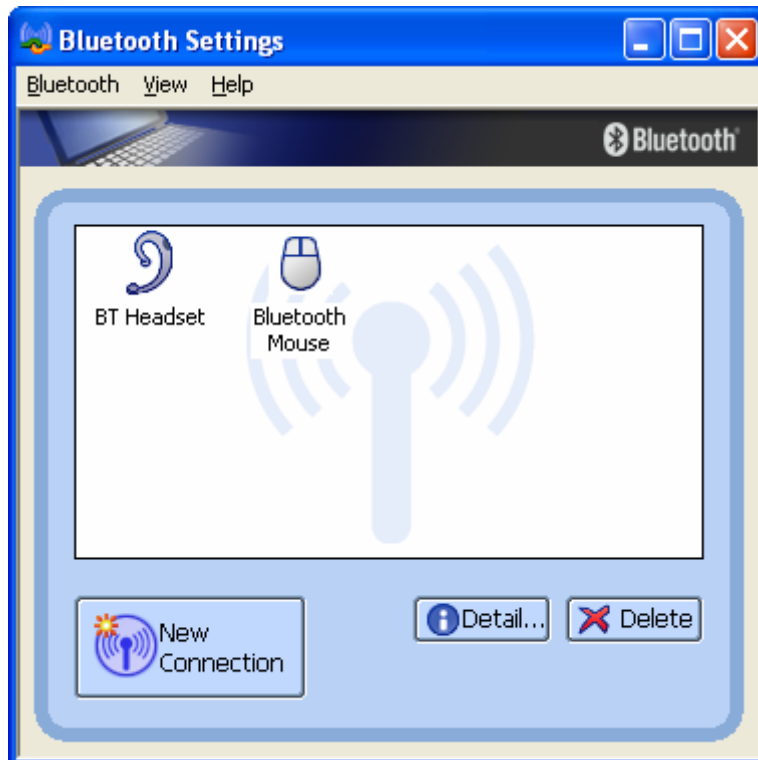 Bluetooth Settings
Bluetooth View Help
Bluetooth
BT Headset
Bluetooth
Mouse
New
Connection
Detail...
Delete